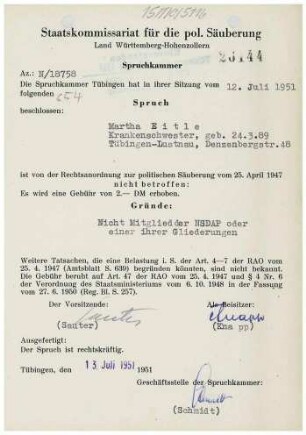 15/1170/5/76
Staatskommissariat für die pol. Säuberung
Land Württemberg-Hohenzollern
Spruchkammer
Az.: N/18758
Die Spruchkammer Tübingen hat in ihrer Sitzung vom 12. Juli 1951
folgenden
Spruch
beschlossen:
Martha Eitle
Krankenschwester, geb. 24.3.89
Tübingen-Lustnau, Denzenbergstr.48
ist von der Rechtsanordnung zur politischen Säuberung vom 25. April 1947
nicht betroffen:
Es wird eine Gebühr von 2.— DM erhoben.
Gründe:
Nicht Mitglied der NSDAP oder
einer ihrer Gliederungen
Weitere Tatsachen, die eine Belastung i. S. der Art. 4—7 der RAO vom
25. 4. 1947 (Amtsblatt S. 639) begründen könnten, sind nicht bekannt.
Die Gebühr beruht auf Art. 47 der RAO vom 25. 4. 1947 und § 4 Nr. 6
der Verordnung des Staatsministeriums vom 6. 10. 1948 in der Fassung
vom 27. 6. 1950 (Reg. Bl. S. 257).
Der Vorsitzende: Als Beisitzer:
(Sauter) (Knapp)
Ausgefertigt:
Der Spruch ist rechtskräftig.
Tübingen, den 13. Juli 1951 1951
Geschäftsstelle der Spruchkammer:
(Schmidt)